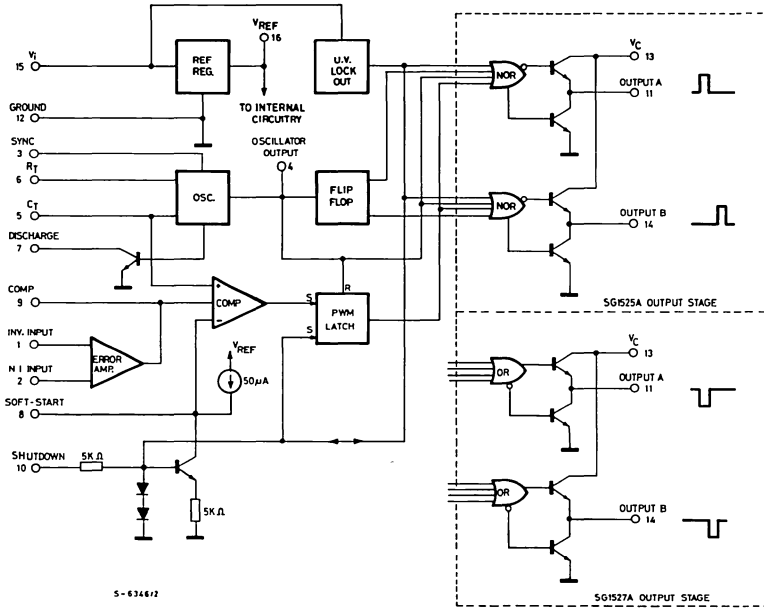 VREF
16
Vi
15
REF
REG.
U.V.
LOCK
OUT
GROUND
12
TO INTERNAL
CIRCUITRY
SYNC
3
OSCILLATOR
OUTPUT
4
RT
6
OSC.
FLIP
FLOP
CT
5
DISCHARGE
7
COMP
9
+
COMP
-
S
R
S
PWM
LATCH
INV. INPUT
1
ERROR
AMP.
N I INPUT
2
VREF
50µA
SOFT-START
8
SHUTDOWN
10
5KΩ
5KΩ
S-6346/2
NOR
VC
13
OUTPUT A
11
NOR
OUTPUT B
14
SG1525A OUTPUT STAGE
VC
13
OR
OUTPUT A
11
OR
OUTPUT B
14
SG1527A OUTPUT STAGE